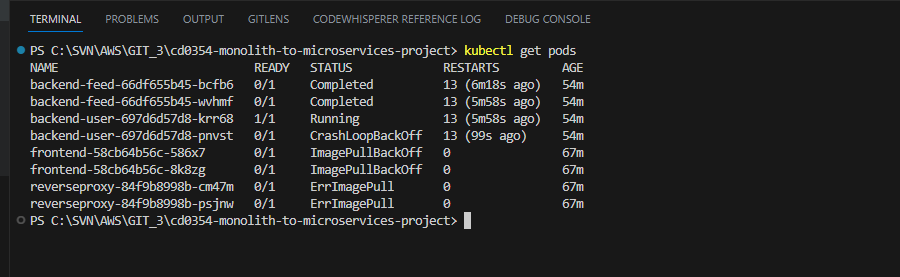 TERMINAL PROBLEMS OUTPUT GITLENS CODEWHISPERER REFERENCE LOG DEBUG CONSOLE
PS C:\SVN\AWS\GIT_3\cd0354-monolith-to-microservices-project> kubectl get pods
NAME READY STATUS RESTARTS AGE
backend-feed-66df655b45-bcfb6 0/1 Completed 13 (6m18s ago) 54m
backend-feed-66df655b45-wvhmf 0/1 Completed 13 (5m58s ago) 54m
backend-user-697d6d57d8-krr68 1/1 Running 13 (5m58s ago) 54m
backend-user-697d6d57d8-pnvst 0/1 CrashLoopBackOff 13 (99s ago) 54m
frontend-58cb64b56c-586x7 0/1 ImagePullBackOff 0 67m
frontend-58cb64b56c-8k8zg 0/1 ImagePullBackOff 0 67m
reverseproxy-84f9b8998b-cm47m 0/1 ErrImagePull 0 67m
reverseproxy-84f9b8998b-psjnw 0/1 ErrImagePull 0 67m
PS C:\SVN\AWS\GIT_3\cd0354-monolith-to-microservices-project>